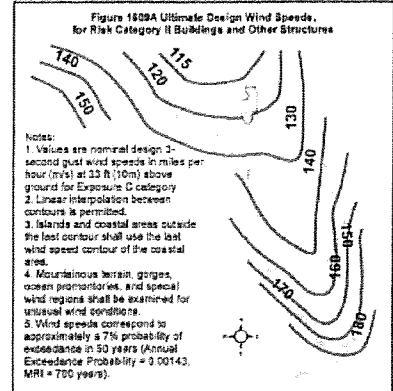 Figure 1609A Ultimate Design Wind Speeds,
for Risk Category II Buildings and Other Structures
140
150
120
115
130
140
150
160
170
180
Notes:
1. Values are nominal design 3-
second gust wind speeds in miles per
hour (m/s) at 33 ft (10m) above
ground for Exposure C category
2. Linear interpolation between
contours is permitted.
3. Islands and coastal areas outside
the last contour shall use the last
wind speed contour of the coastal
area.
4. Mountainous terrain, gorges,
ocean promontories, and special
wind regions shall be examined for
unusual wind conditions.
5. Wind speeds correspond to
approximately a 7% probability of
exceedance in 50 years (Annual
Exceedance Probability = 0.00143,
MRI = 700 years).